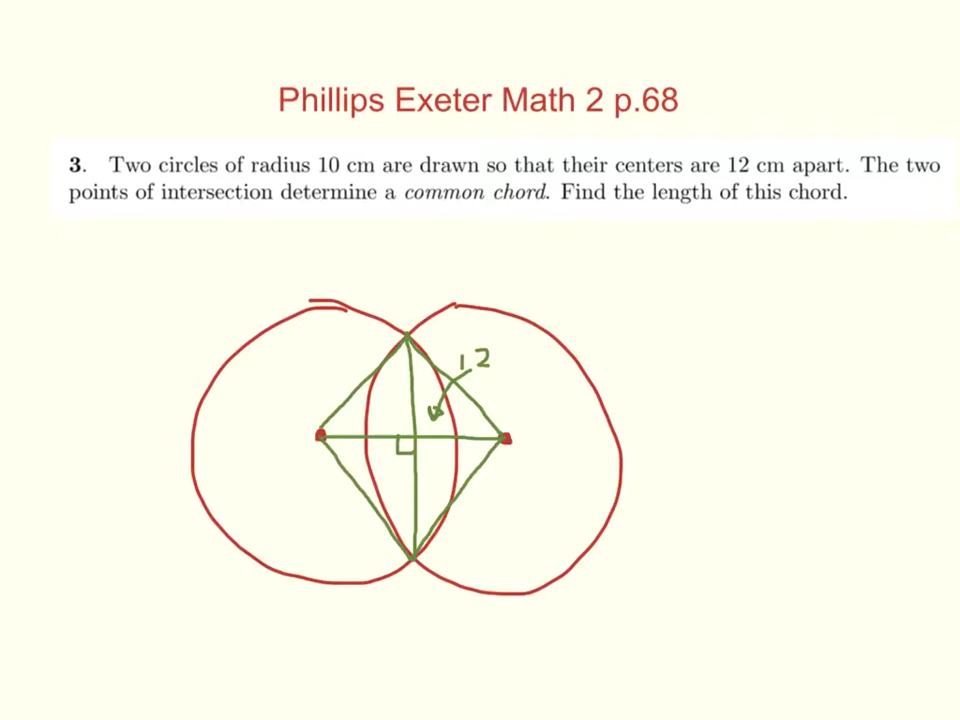 Phillips Exeter Math 2 p.68
3. Two circles of radius 10 cm are drawn so that their centers are 12 cm apart. The two
points of intersection determine a common chord. Find the length of this chord.
12